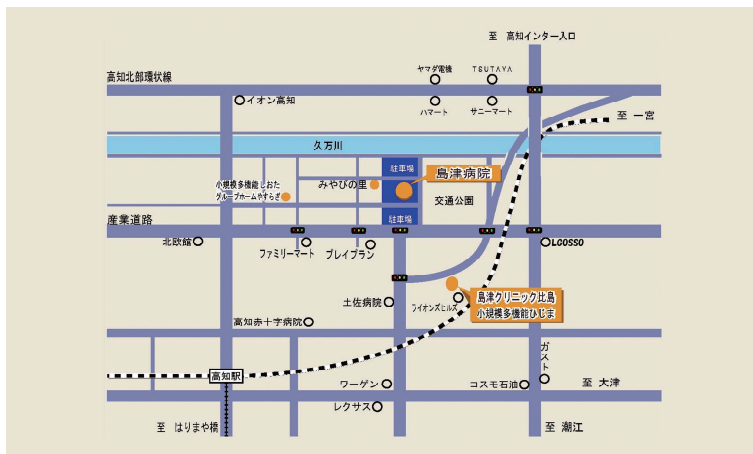 至 高知インター入口
ヤマダ電機
TSUTAYA
高知北部環状線
イオン高知
ハマート
サニーマート
至 一宮
久万川
駐車場
島津病院
みやびの里
小規模多機能しおた
グループホームやすらぎ
交通公園
駐車場
産業道路
北欧館
ファミリーマート
プレイブラン
LGOSSO
土佐病院
ライオンズヒルズ
島津クリニック比島
小規模多機能ひじま
高知赤十字病院
ガスト
高知駅
ワーゲン
コスモ石油
至 大津
レクサス
至 はりまや橋
至 潮江